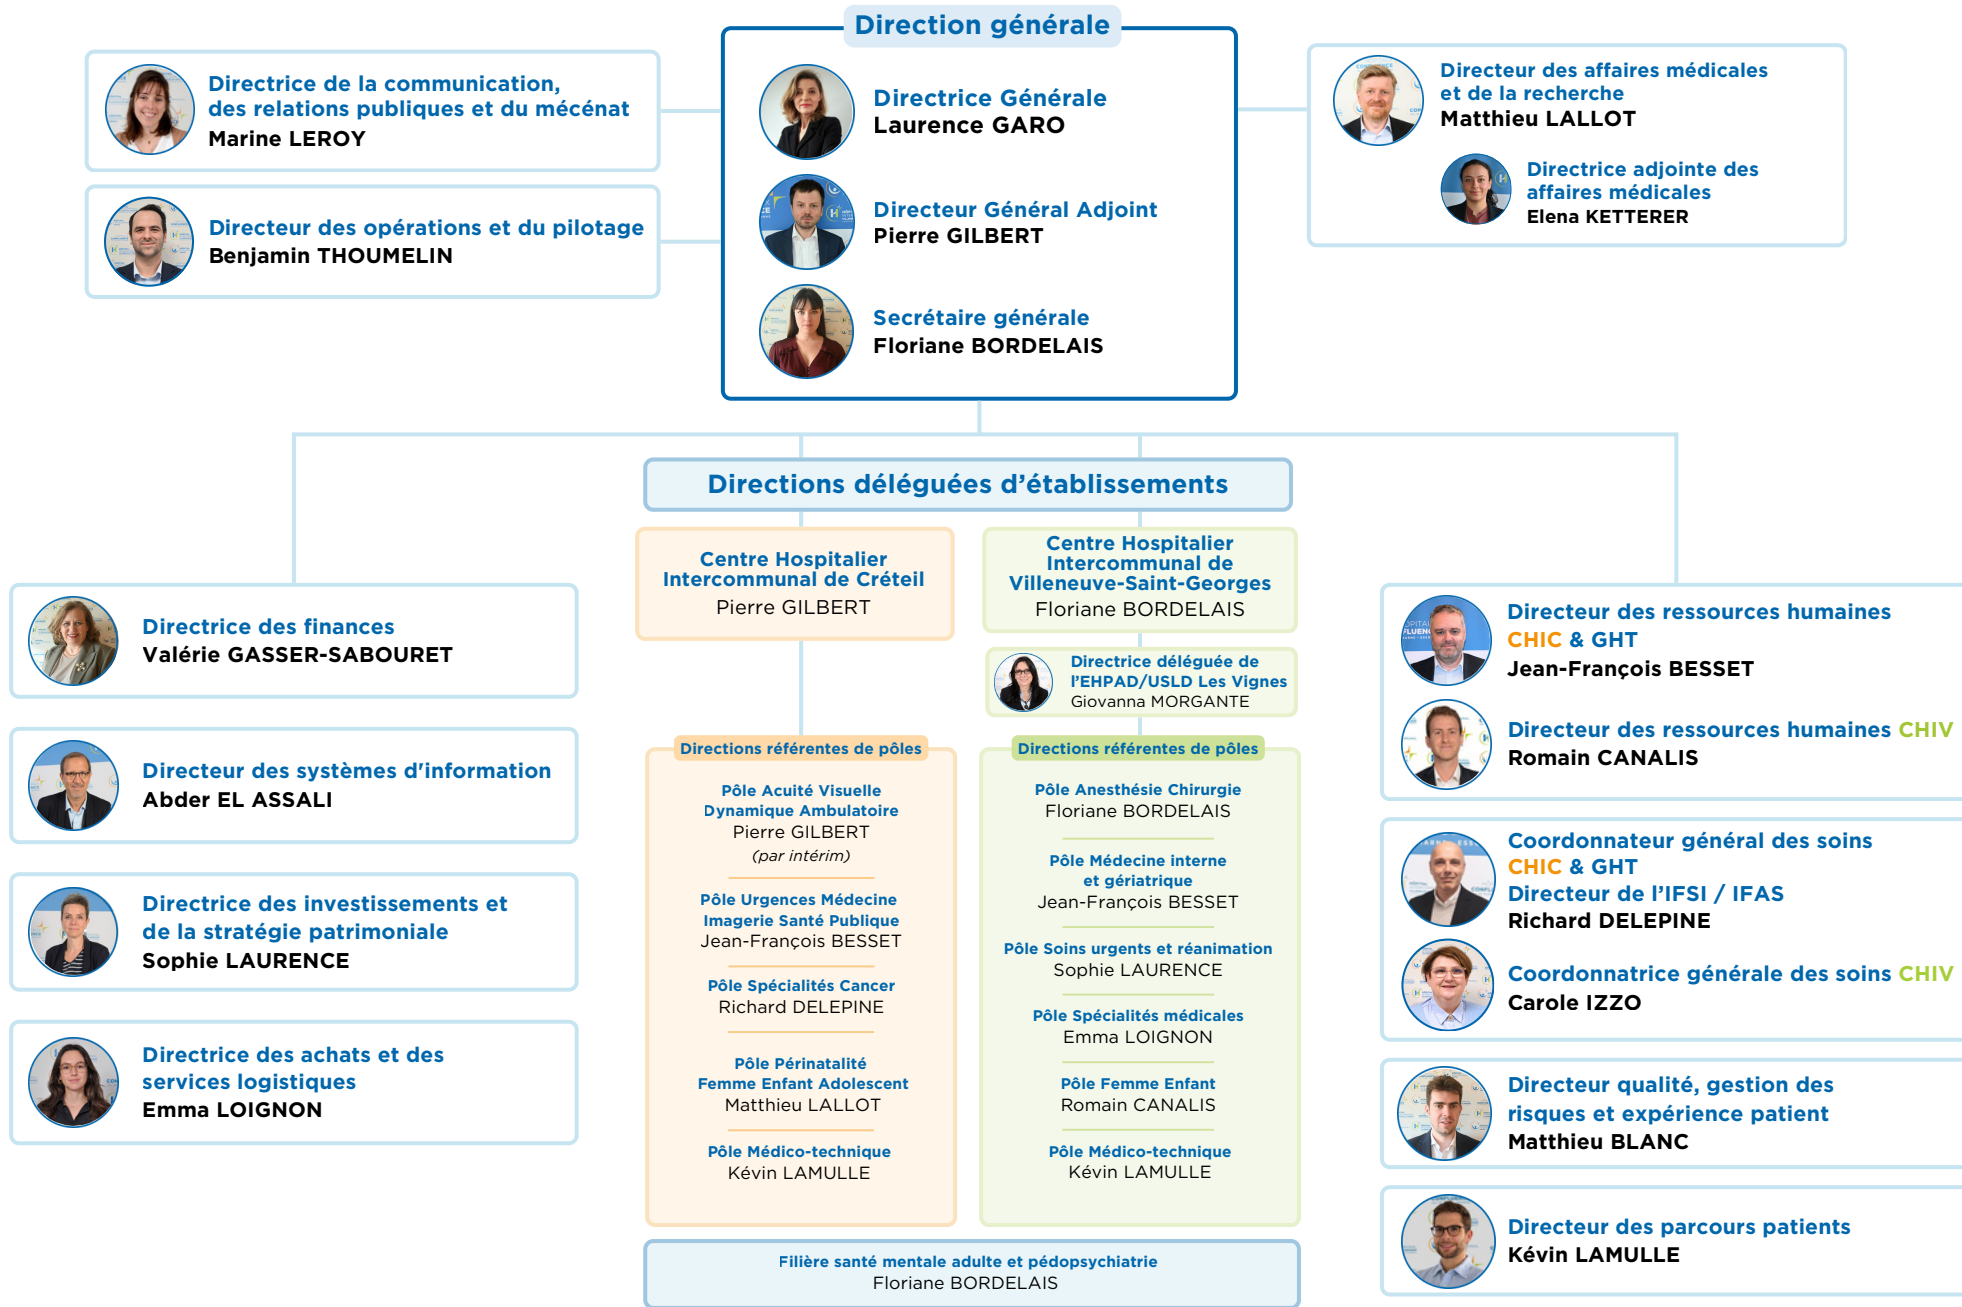 Direction générale
Directrice de la communication,
des relations publiques et du mécénat
Marine LEROY
Directeur des opérations et du pilotage
Benjamin THOUMELIN
Directrice Générale
Laurence GARO
Directeur Général Adjoint
Pierre GILBERT
Secrétaire générale
Floriane BORDELAIS
Directeur des affaires médicales
et de la recherche
Matthieu LALLOT
Directrice adjointe des
affaires médicales
Elena KETTERER
Directions déléguées d’établissements
Centre Hospitalier
Intercommunal de Créteil
Pierre GILBERT
Centre Hospitalier
Intercommunal de
Villeneuve-Saint-Georges
Floriane BORDELAIS
Directrice déléguée de
l’EHPAD/USLD Les Vignes
Giovanna MORGANTE
Directrice des finances
Valérie GASSER-SABOURET
Directeur des systèmes d'information
Abder EL ASSALI
Directrice des investissements et
de la stratégie patrimoniale
Sophie LAURENCE
Directrice des achats et des
services logistiques
Emma LOIGNON
Directions référentes de pôles
Pôle Acuité Visuelle
Dynamique Ambulatoire
Pierre GILBERT
(par intérim)
Pôle Urgences Médecine
Imagerie Santé Publique
Jean-François BESSET
Pôle Spécialités Cancer
Richard DELEPINE
Pôle Périnatalité
Femme Enfant Adolescent
Matthieu LALLOT
Pôle Médico-technique
Kévin LAMULLE
Directions référentes de pôles
Pôle Anesthésie Chirurgie
Floriane BORDELAIS
Pôle Médecine interne
et gériatrique
Jean-François BESSET
Pôle Soins urgents et réanimation
Sophie LAURENCE
Pôle Spécialités médicales
Emma LOIGNON
Pôle Femme Enfant
Romain CANALIS
Pôle Médico-technique
Kévin LAMULLE
Filière santé mentale adulte et pédopsychiatrie
Floriane BORDELAIS
Directeur des ressources humaines
CHIC & GHT
Jean-François BESSET
Directeur des ressources humaines CHIV
Romain CANALIS
Coordonnateur général des soins
CHIC & GHT
Directeur de l’IFSI / IFAS
Richard DELEPINE
Coordonnatrice générale des soins CHIV
Carole IZZO
Directeur qualité, gestion des
risques et expérience patient
Matthieu BLANC
Directeur des parcours patients
Kévin LAMULLE